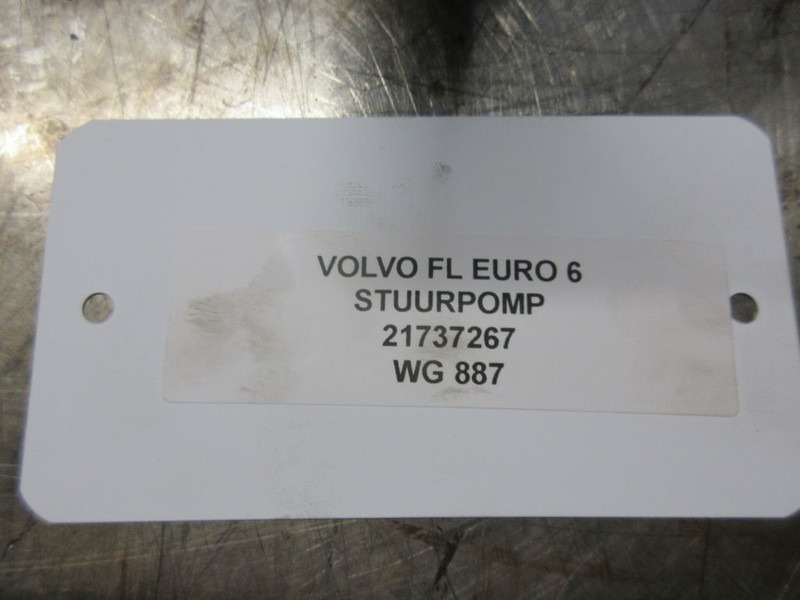 VOLVO FL EURO 6
STUURPOMP
21737267
WG 887